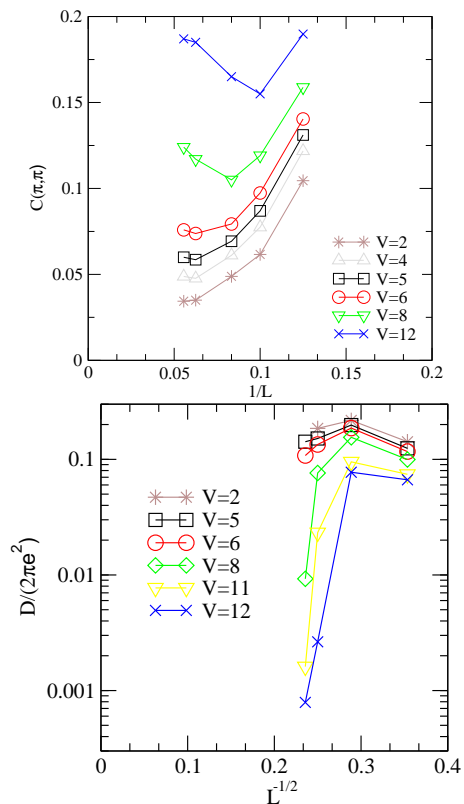 0.2
0.15
0.1
0.05
0
C(π,π)
V=2
V=4
V=5
V=6
V=8
V=12
0 0.05 0.1 0.15 0.2
1/L
0.1
0.01
0.001
D/(2πe²)
V=2
V=5
V=6
V=8
V=11
V=12
0 0.1 0.2 0.3 0.4
L^{-1/2}